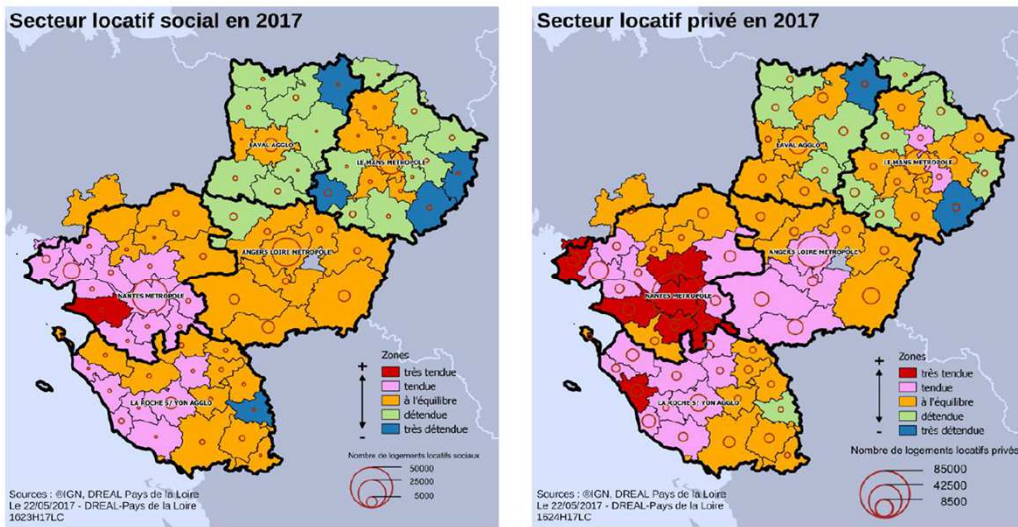 Secteur locatif social en 2017
LAVAL AGGLO
LE MANS METROPOLE
ANGERS LOIRE METROPOLE
NANTES METROPOLE
LA ROCHE S/ YON AGGLO
Zones
+
très tendue
tendue
à l'équilibre
détendue
-
très détendue
Nombre de logements locatifs sociaux
50000
25000
5000
Sources : ®IGN, DREAL Pays de la Loire
Le 22/05/2017 - DREAL-Pays de la Loire
1623H17LC
Secteur locatif privé en 2017
LAVAL AGGLO
LE MANS METROPOLE
ANGERS LOIRE METROPOLE
NANTES METROPOLE
LA ROCHE S/ YON AGGLO
Zones
+
très tendue
tendue
à l'équilibre
détendue
-
très détendue
Nombre de logements locatifs privés
85000
42500
8500
Sources : ®IGN, DREAL Pays de la Loire
Le 22/05/2017 - DREAL-Pays de la Loire
1624H17LC